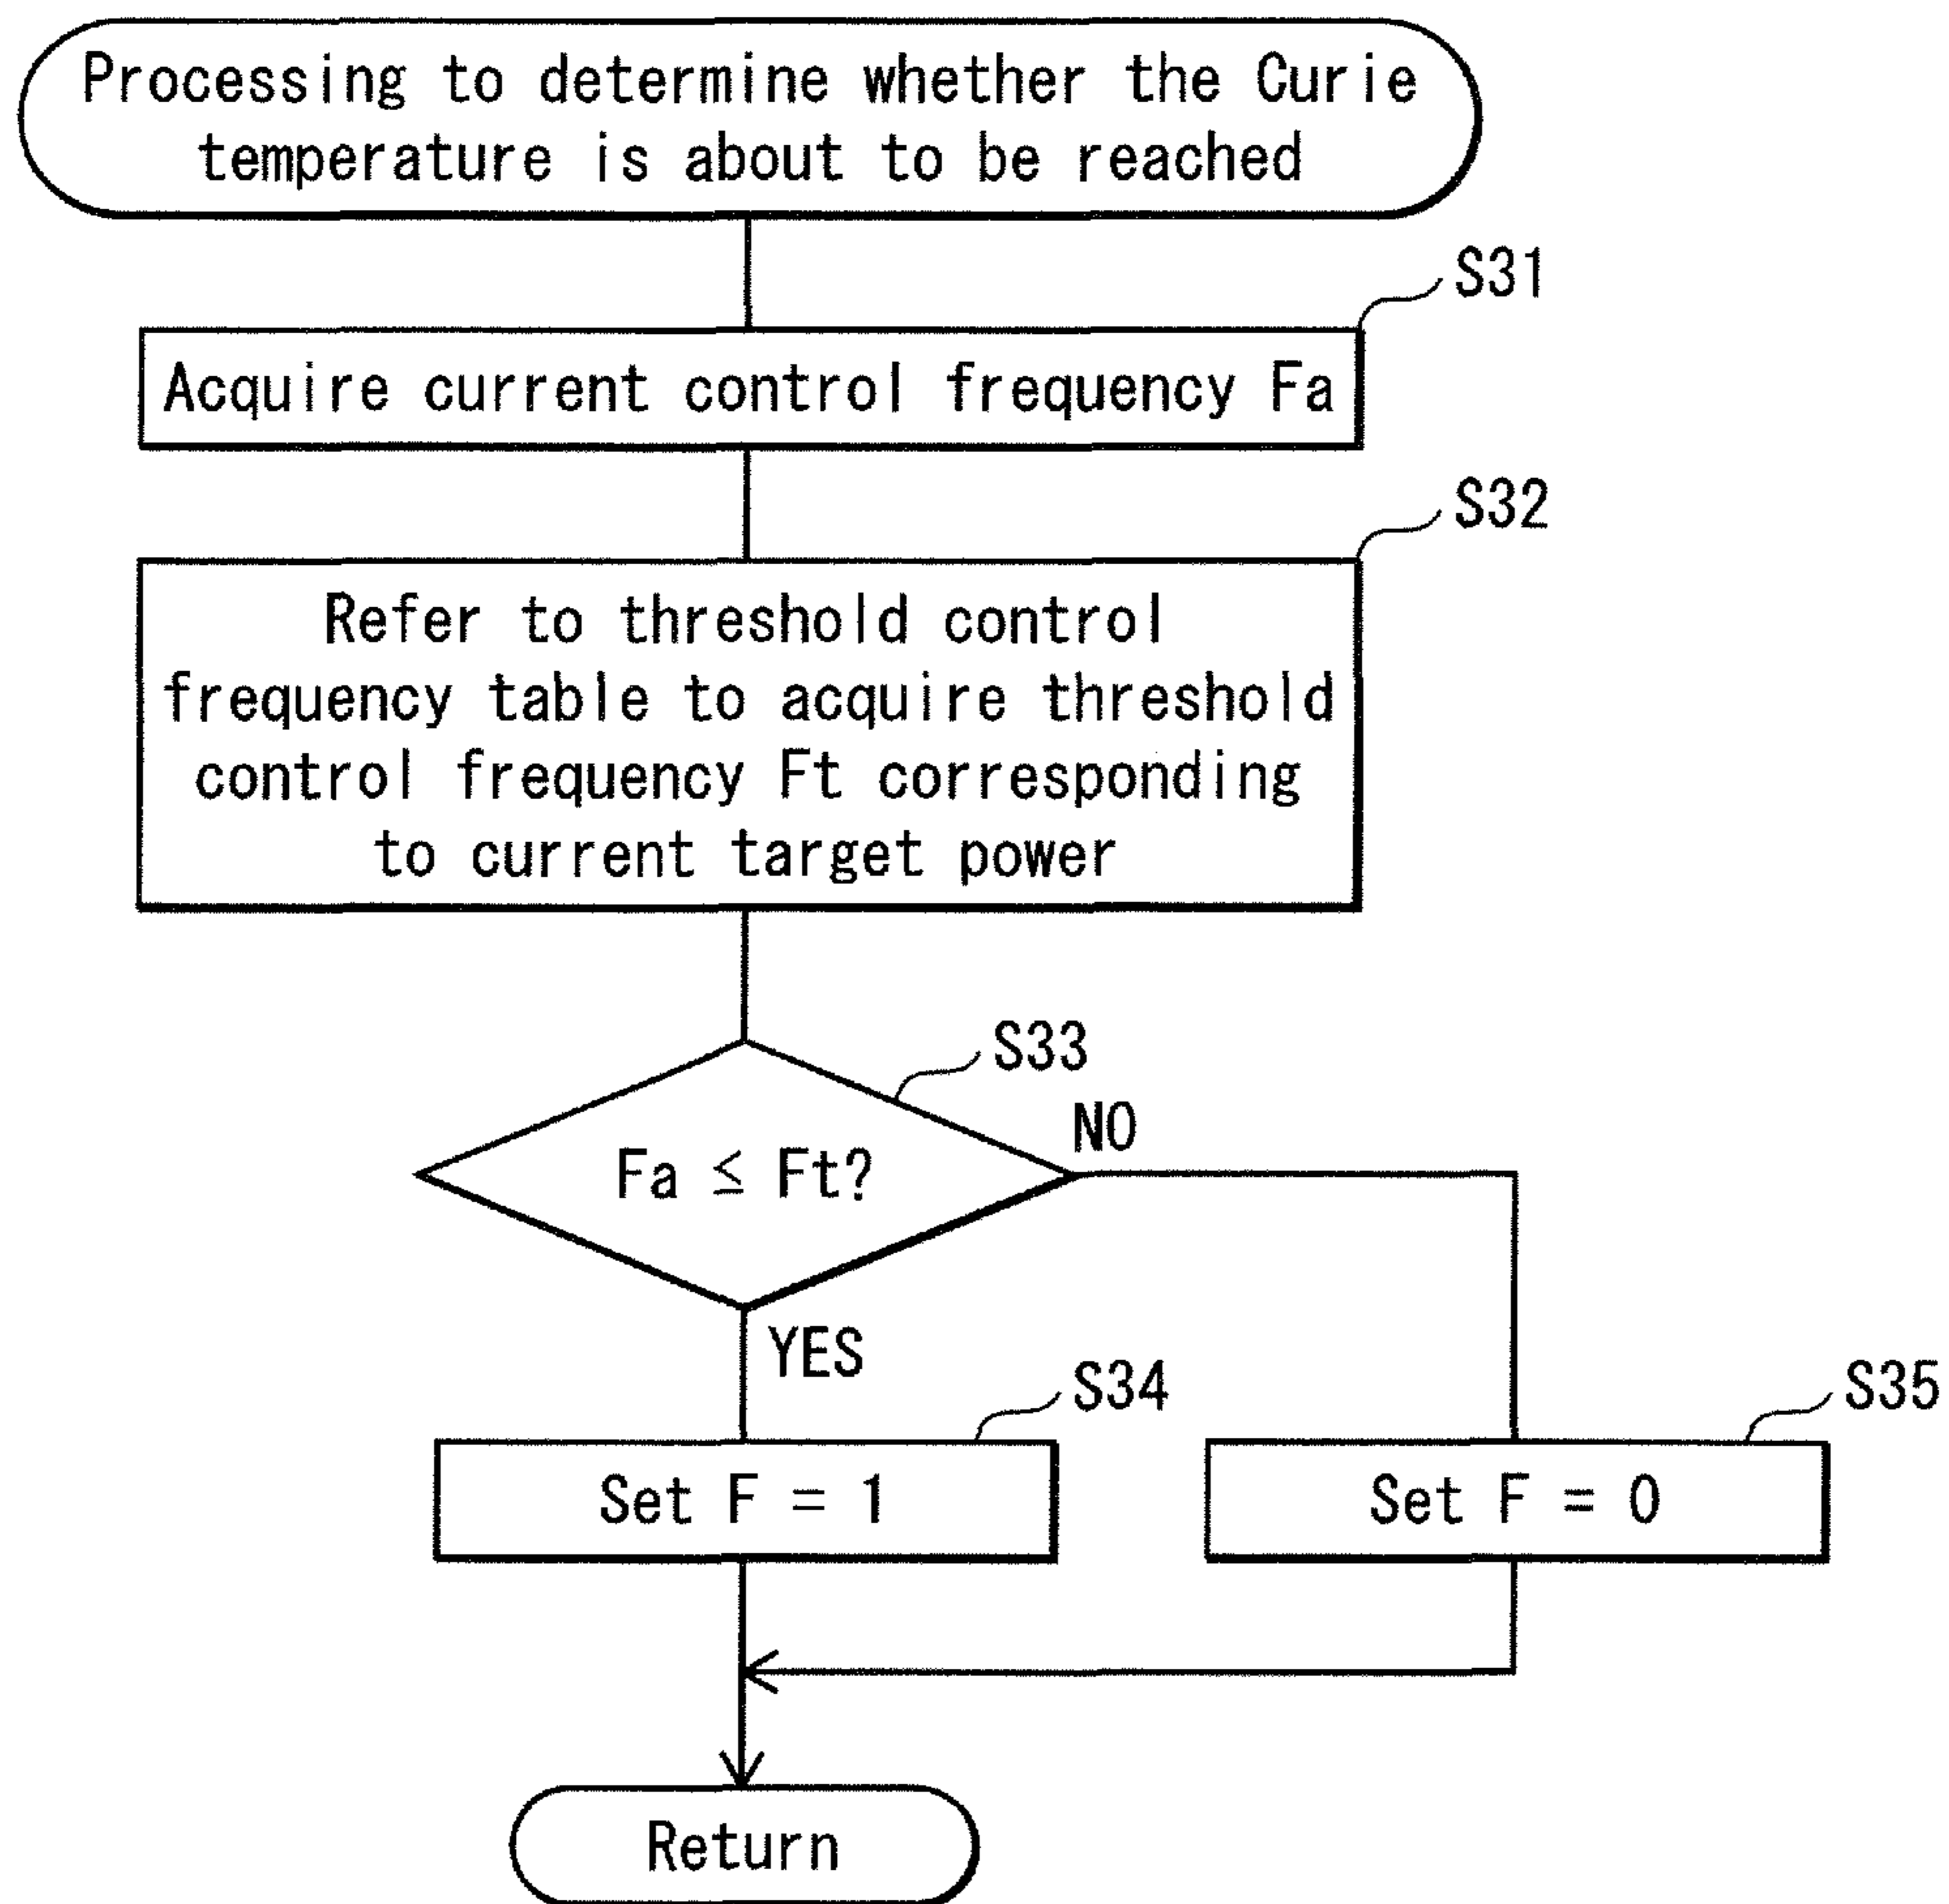 Processing to determine whether the Curie
temperature is about to be reached
S31
Acquire current control frequency Fa
S32
Refer to threshold control
frequency table to acquire threshold
control frequency Ft corresponding
to current target power
S33
Fa ≤ Ft?
NO
YES
S34
Set F = 1
S35
Set F = 0
Return